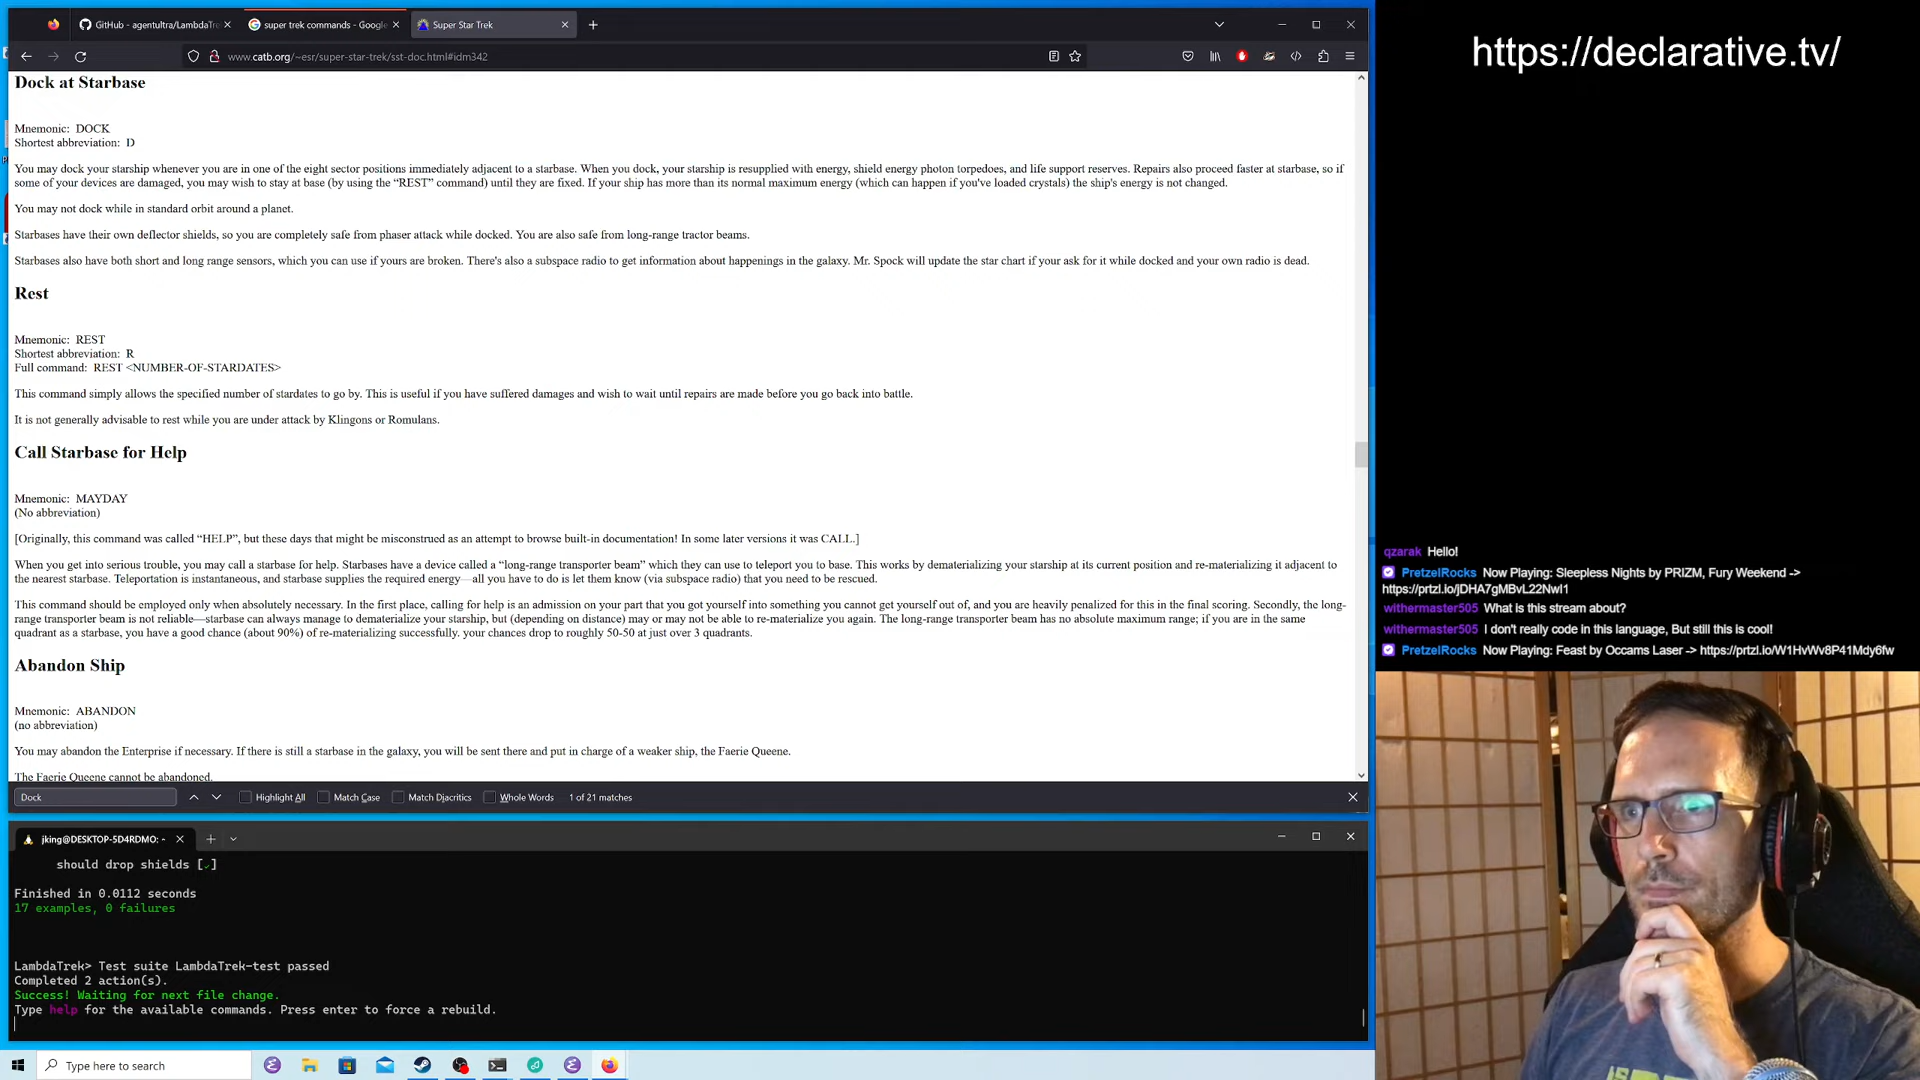 GitHub - agentultra/LambdaTre
super trek commands - Google
Super Star Trek
www.catb.org/~esr/super-star-trek/sst-doc.html#idm342
Dock at Starbase
Mnemonic: DOCK
Shortest abbreviation: D
You may dock your starship whenever you are in one of the eight sector positions immediately adjacent to a starbase. When you dock, your starship is resupplied with energy, shield energy photon torpedoes, and life support reserves. Repairs also proceed faster at starbase, so if
some of your devices are damaged, you may wish to stay at base (by using the “REST” command) until they are fixed. If your ship has more than its normal maximum energy (which can happen if you've loaded crystals) the ship's energy is not changed.
You may not dock while in standard orbit around a planet.
Starbases have their own deflector shields, so you are completely safe from phaser attack while docked. You are also safe from long-range tractor beams.
Starbases also have both short and long range sensors, which you can use if yours are broken. There's also a subspace radio to get information about happenings in the galaxy. Mr. Spock will update the star chart if your ask for it while docked and your own radio is dead.
Rest
Mnemonic: REST
Shortest abbreviation: R
Full command: REST <NUMBER-OF-STARDATES>
This command simply allows the specified number of stardates to go by. This is useful if you have suffered damages and wish to wait until repairs are made before you go back into battle.
It is not generally advisable to rest while you are under attack by Klingons or Romulans.
Call Starbase for Help
Mnemonic: MAYDAY
(No abbreviation)
[Originally, this command was called “HELP”, but these days that might be misconstrued as an attempt to browse built-in documentation! In some later versions it was CALL.]
When you get into serious trouble, you may call a starbase for help. Starbases have a device called a “long-range transporter beam” which they can use to teleport you to base. This works by dematerializing your starship at its current position and re-materializing it adjacent to
the nearest starbase. Teleportation is instantaneous, and starbase supplies the required energy—all you have to do is let them know (via subspace radio) that you need to be rescued.
This command should be employed only when absolutely necessary. In the first place, calling for help is an admission on your part that you got yourself into something you cannot get yourself out of, and you are heavily penalized for this in the final scoring. Secondly, the long-
range transporter beam is not reliable—starbase can always manage to dematerialize your starship, but (depending on distance) may or may not be able to re-materialize you again. The long-range transporter beam has no absolute maximum range; if you are in the same
quadrant as a starbase, you have a good chance (about 90%) of re-materializing successfully. your chances drop to roughly 50-50 at just over 3 quadrants.
Abandon Ship
Mnemonic: ABANDON
(no abbreviation)
You may abandon the Enterprise if necessary. If there is still a starbase in the galaxy, you will be sent there and put in charge of a weaker ship, the Faerie Queene.
The Faerie Queene cannot be abandoned.
Dock
Highlight All
Match Case
Match Diacritics
Whole Words
1 of 21 matches
jking@DESKTOP-5D4RDMO: ~
should drop shields [✓]
Finished in 0.0112 seconds
17 examples, 0 failures
LambdaTrek> Test suite LambdaTrek-test passed
Completed 2 action(s).
Success! Waiting for next file change.
Type help for the available commands. Press enter to force a rebuild.
Type here to search
https://declarative.tv/
qzarak Hello!
PretzelRocks Now Playing: Sleepless Nights by PRIZM, Fury Weekend ->
https://prtzl.io/jDHA7gMBvL22Nwl1
withermaster505 What is this stream about?
withermaster505 I don't really code in this language, But still this is cool!
PretzelRocks Now Playing: Feast by Occams Laser -> https://prtzl.io/W1HvWv8P41Mdy6fw